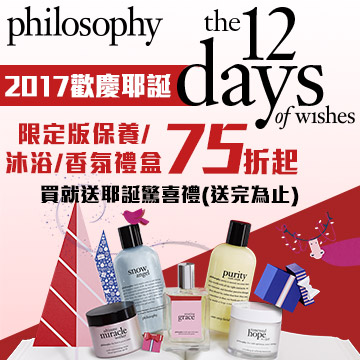 philosophy
the 12
days
of wishes
2017歡慶耶誕
限定版保養/
沐浴/香氛禮盒 75折起
買就送耶誕驚喜禮(送完為止)
snow
angel
purity
amazing
grace
miracle
hope
philosophy